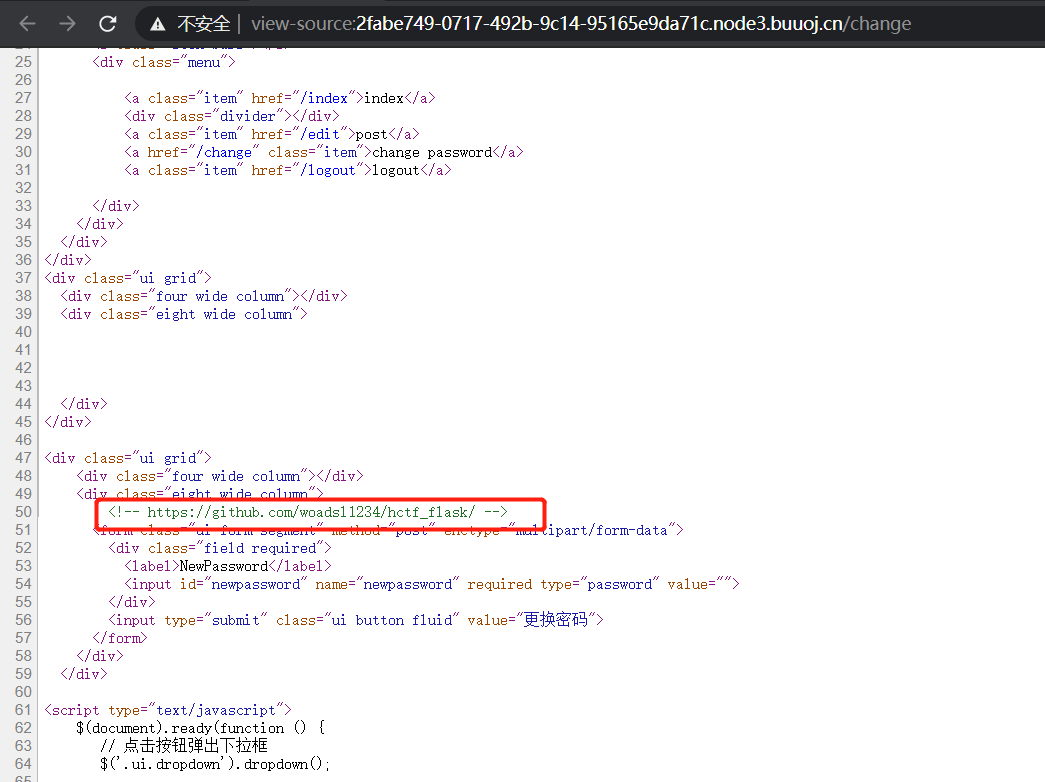 不安全 | view-source:2fabe749-0717-492b-9c14-95165e9da71c.node3.buuoj.cn/change
25 <div class="menu">
26
27 <a class="item" href="/index">index</a>
28 <div class="divider"></div>
29 <a class="item" href="/edit">post</a>
30 <a href="/change" class="item">change password</a>
31 <a class="item" href="/logout">logout</a>
32
33 </div>
34 </div>
35 </div>
36 </div>
37 <div class="ui grid">
38 <div class="four wide column"></div>
39 <div class="eight wide column">
40
41
42
43
44 </div>
45 </div>
46
47 <div class="ui grid">
48 <div class="four wide column"></div>
49 <div class="eight wide column">
50 <!-- https://github.com/woadsl1234/hctf_flask/ -->
51 <form class="ui form segment" method="post" enctype="multipart/form-data">
52 <div class="field required">
53 <label>NewPassword</label>
54 <input id="newpassword" name="newpassword" required type="password" value="">
55 </div>
56 <input type="submit" class="ui button fluid" value="更换密码">
57 </form>
58 </div>
59 </div>
60
61 <script type="text/javascript">
62 $(document).ready(function () {
63 // 点击按钮弹出下拉框
64 $('.ui.dropdown').dropdown();
65